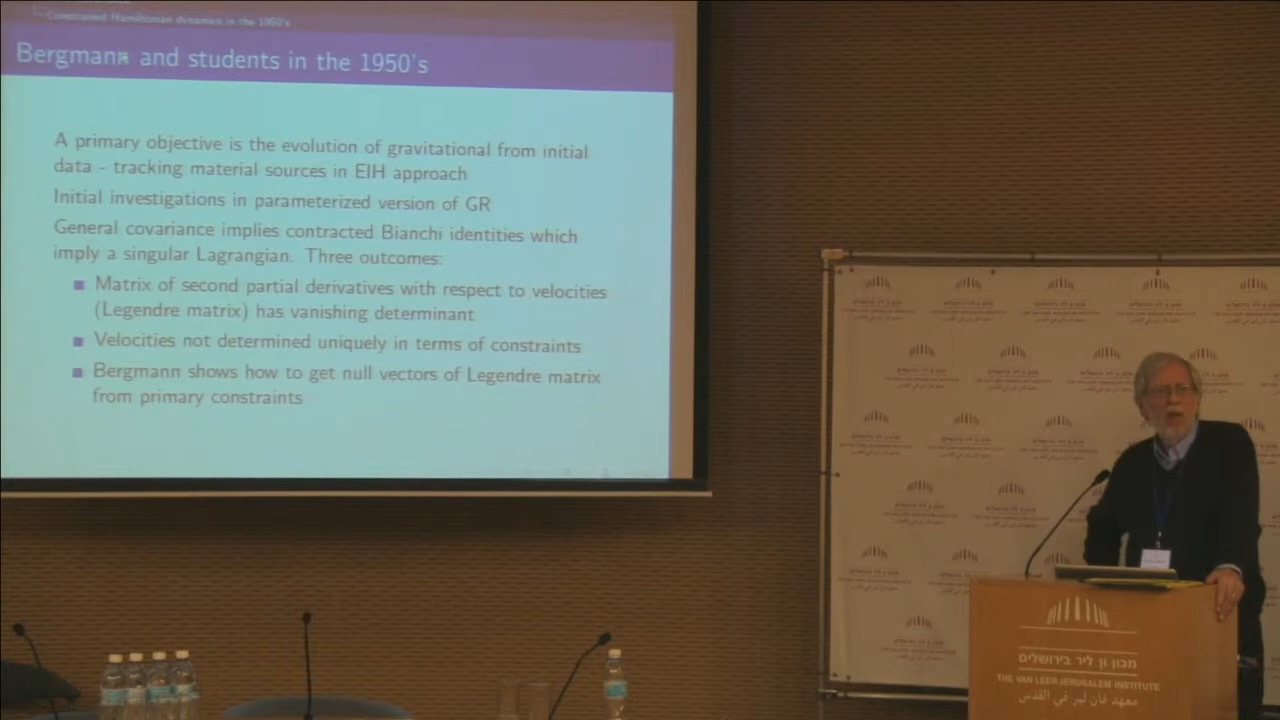 Constrained Hamiltonian dynamics in the 1950's
Bergmann and students in the 1950's
A primary objective is the evolution of gravitational from initial
data - tracking material sources in EIH approach
Initial investigations in parameterized version of GR
General covariance implies contracted Bianchi identities which
imply a singular Lagrangian. Three outcomes:
Matrix of second partial derivatives with respect to velocities
(Legendre matrix) has vanishing determinant
Velocities not determined uniquely in terms of constraints
Bergmann shows how to get null vectors of Legendre matrix
from primary constraints
מכון ון ליר בירושלים
THE VAN LEER JERUSALEM INSTITUTE
معهد فان لير في القدس